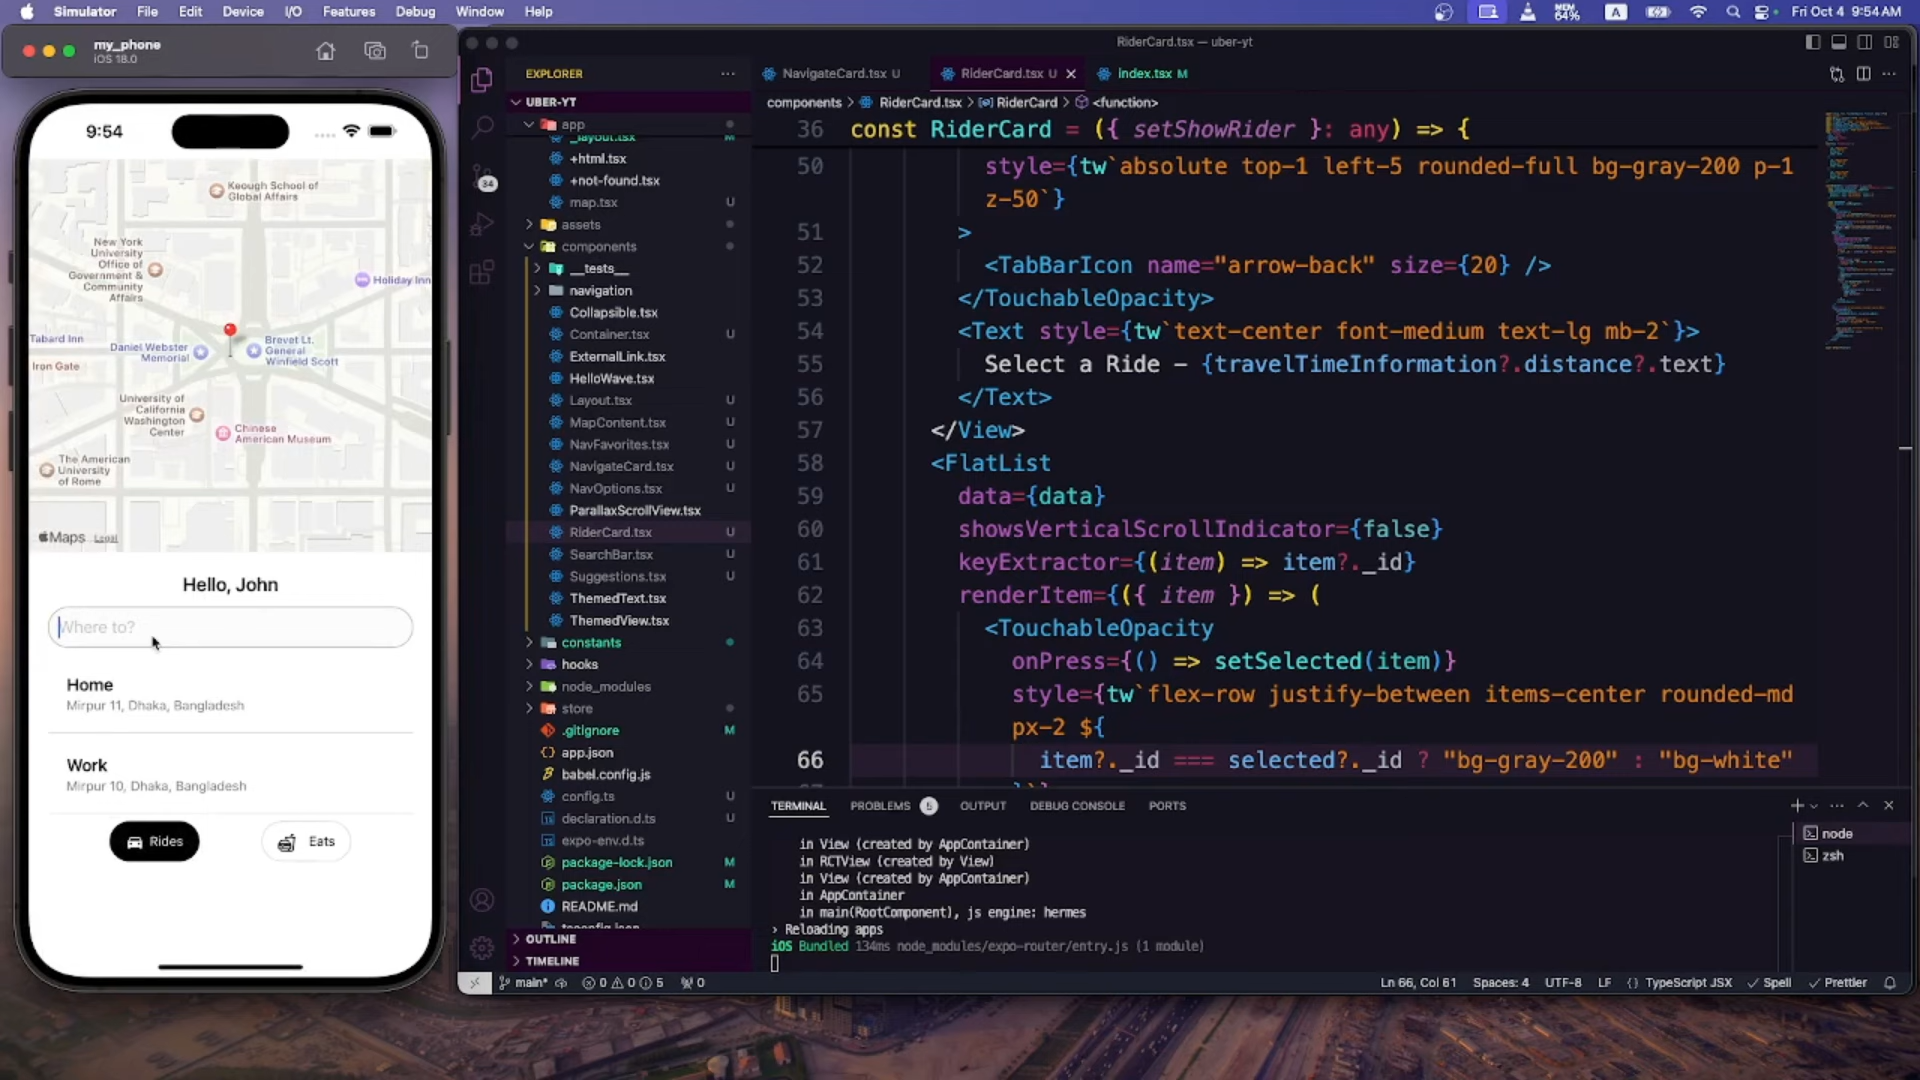 Simulator File Edit Device I/O Features Debug Window Help
MEM 64% A Fri Oct 4 9:54 AM
my_phone
iOS 18.0
9:54
Keough School of
Global Affairs
New York
University
Office of
Government &
Community
Affairs
Holiday Inn
Tabard Inn
Daniel Webster
Memorial
Brevet Lt.
General
Winfield Scott
Iron Gate
University of
California
Washington
Center
Chinese
American Museum
The American
University
of Rome
Maps Legal
Hello, John
Where to?
Home
Mirpur 11, Dhaka, Bangladesh
Work
Mirpur 10, Dhaka, Bangladesh
Rides Eats
RiderCard.tsx — uber-yt
34
EXPLORER
UBER-YT
app
_layout.tsx M
+html.tsx
+not-found.tsx
map.tsx U
assets
components
__tests__
navigation
Collapsible.tsx
Container.tsx U
ExternalLink.tsx
HelloWave.tsx
Layout.tsx U
MapContent.tsx U
NavFavorites.tsx U
NavigateCard.tsx U
NavOptions.tsx U
ParallaxScrollView.tsx
RiderCard.tsx U
SearchBar.tsx U
Suggestions.tsx U
ThemedText.tsx
ThemedView.tsx
constants
hooks
node_modules
store
.gitignore M
app.json
babel.config.js
config.ts U
declaration.d.ts U
expo-env.d.ts
package-lock.json M
package.json M
README.md
tsconfig.json
OUTLINE
TIMELINE
NavigateCard.tsx U RiderCard.tsx U index.tsx M
components > RiderCard.tsx > RiderCard > <function>
36 const RiderCard = ({ setShowRider }: any) => {
50 style={tw`absolute top-1 left-5 rounded-full bg-gray-200 p-1
z-50`}
51 >
52 <TabBarIcon name="arrow-back" size={20} />
53 </TouchableOpacity>
54 <Text style={tw`text-center font-medium text-lg mb-2`}>
55 Select a Ride - {travelTimeInformation?.distance?.text}
56 </Text>
57 </View>
58 <FlatList
59 data={data}
60 showsVerticalScrollIndicator={false}
61 keyExtractor={(item) => item?._id}
62 renderItem={({ item }) => (
63 <TouchableOpacity
64 onPress={() => setSelected(item)}
65 style={tw`flex-row justify-between items-center rounded-md
px-2 ${
66 item?._id === selected?._id ? "bg-gray-200" : "bg-white"
TERMINAL PROBLEMS 5 OUTPUT DEBUG CONSOLE PORTS
in View (created by AppContainer)
in RCTView (created by View)
in View (created by AppContainer)
in AppContainer
in main(RootComponent), js engine: hermes
› Reloading apps
iOS Bundled 134ms node_modules/expo-router/entry.js (1 module)
node
zsh
main* 0 0 5 0 Ln 66, Col 61 Spaces: 4 UTF-8 LF {} TypeScript JSX Spell Prettier